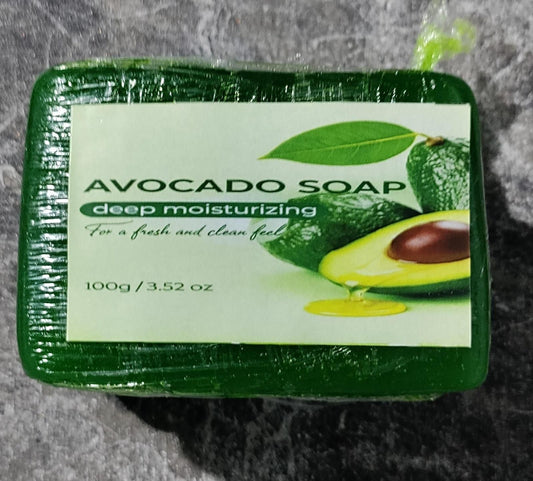 AVOCADO SOAP
deep moisturizing
For a fresh and clean feel
100g / 3.52 oz